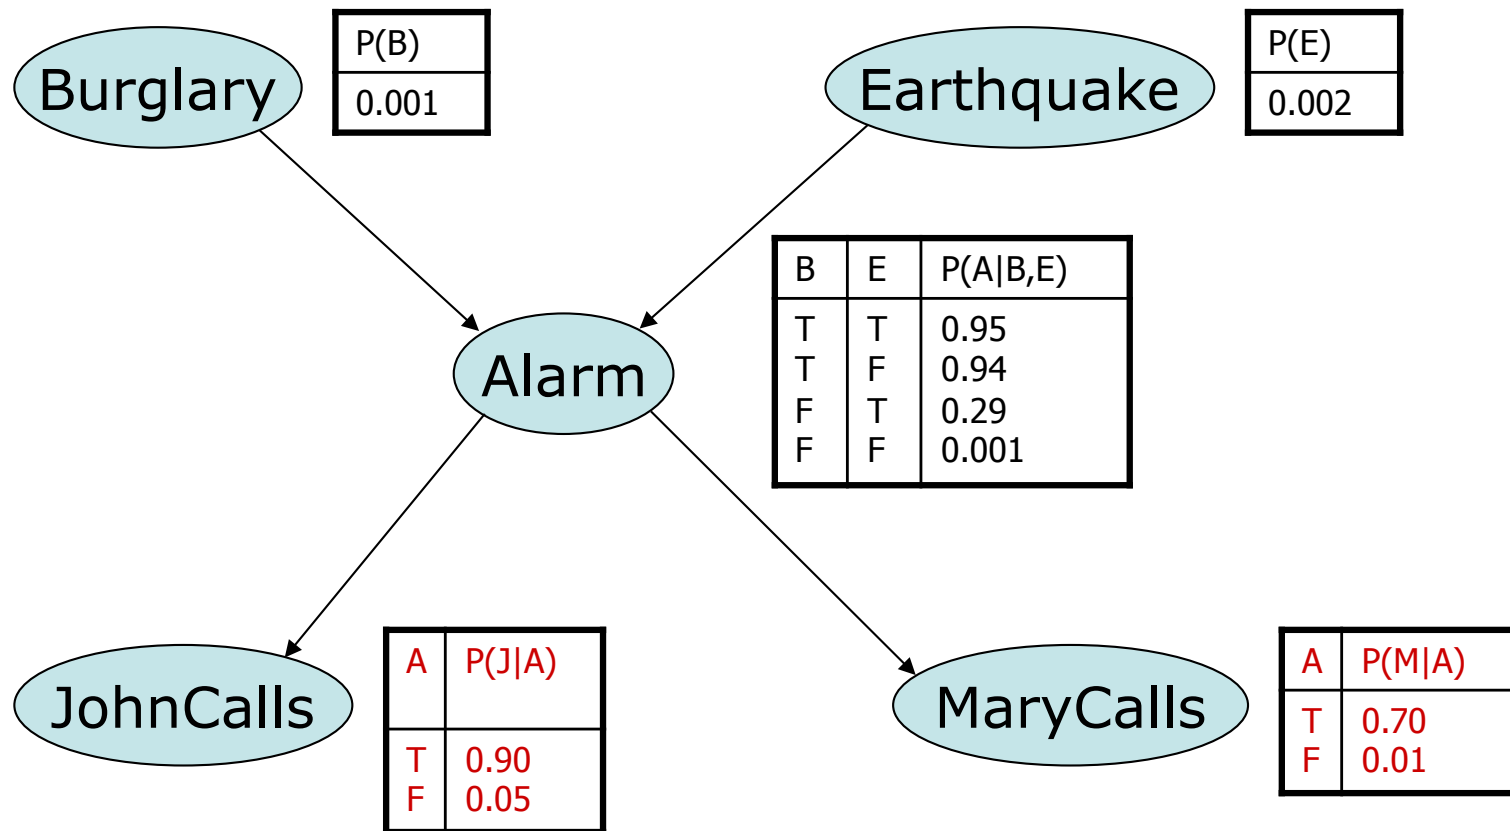 Burglary
P(B)
0.001
Earthquake
P(E)
0.002
B E P(A|B,E)
T T 0.95
T F 0.94
F T 0.29
F F 0.001
Alarm
JohnCalls
A P(J|A)
T 0.90
F 0.05
MaryCalls
A P(M|A)
T 0.70
F 0.01